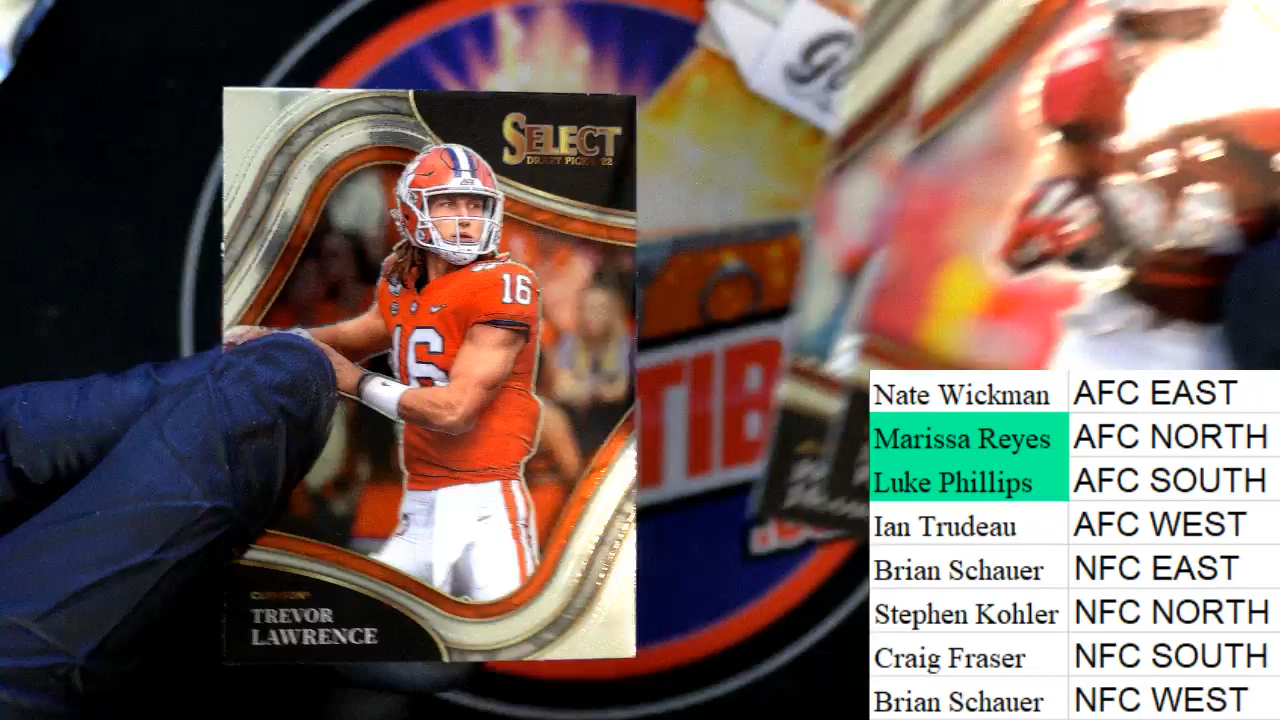 SELECT
DRAFT PICKS '22
16
16
CLEMSON
TREVOR
LAWRENCE
TIB
Nate Wickman AFC EAST
Marissa Reyes AFC NORTH
Luke Phillips AFC SOUTH
Ian Trudeau AFC WEST
Brian Schauer NFC EAST
Stephen Kohler NFC NORTH
Craig Fraser NFC SOUTH
Brian Schauer NFC WEST